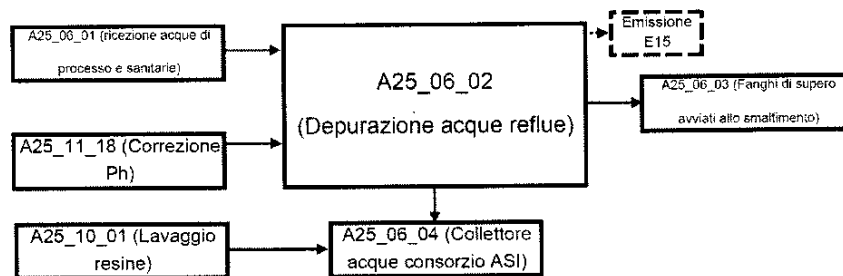 A25_06_01 (ricezione acque di
processo e sanitarie)
A25_06_02
(Depurazione acque reflue)
Emissione
E15
A25_06_03 (Fanghi di supero
avviati allo smaltimento)
A25_11_18 (Correzione
Ph)
A25_10_01 (Lavaggio
resine)
A25_06_04 (Collettore
acque consorzio ASI)